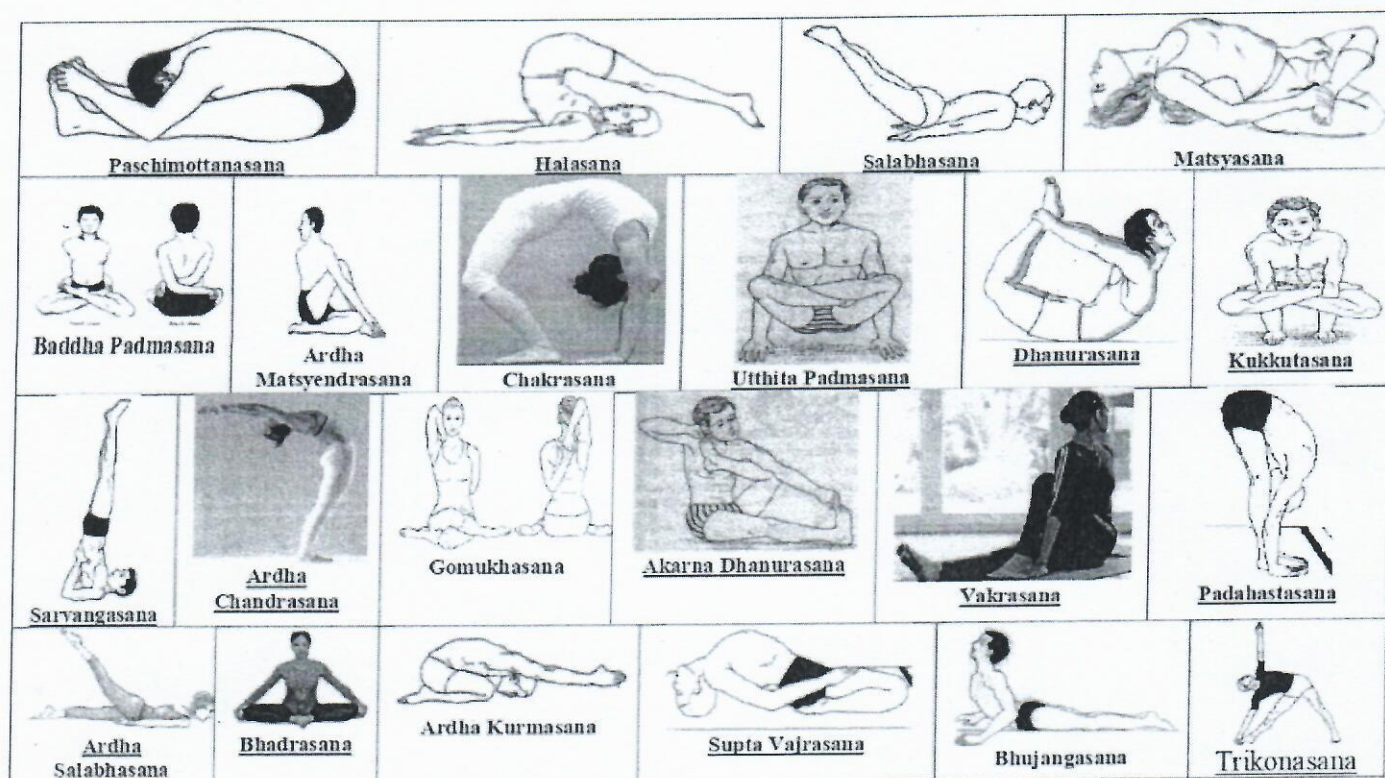 Paschimottanasana
Halasana
Salabhasana
Matsyasana
Baddha Padmasana
Ardha
Matsyendrasana
Chakrasana
Utthita Padmasana
Dhanurasana
Kukkutasana
Sarvangasana
Ardha
Chandrasana
Gomukhasana
Akarna Dhanurasana
Vakrasana
Padahastasana
Ardha
Salabhasana
Bhadrasana
Ardha Kurmasana
Supta Vajrasana
Bhujangasana
Trikonasana